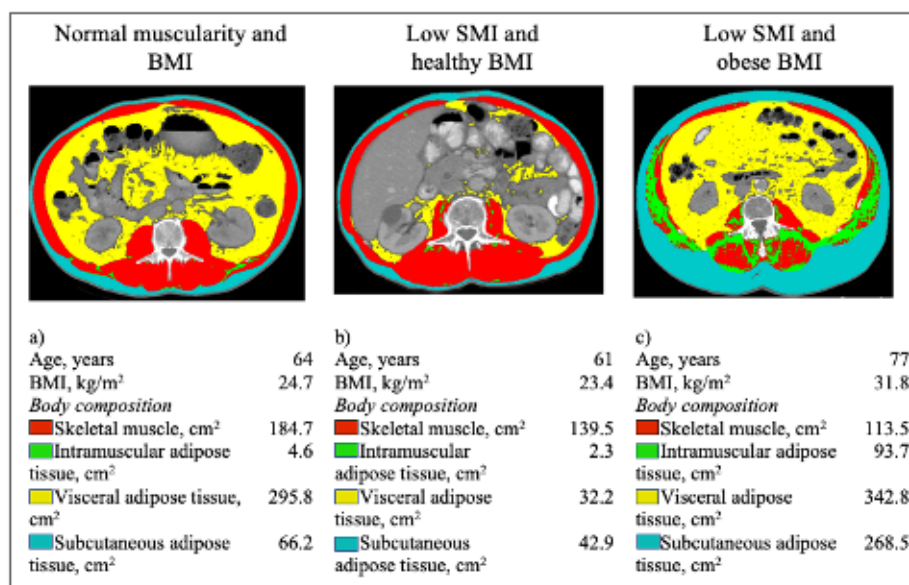 Normal muscularity and
BMI
Low SMI and
healthy BMI
Low SMI and
obese BMI
a)
Age, years 64
BMI, kg/m² 24.7
Body composition
Skeletal muscle, cm² 184.7
Intramuscular adipose 4.6
tissue, cm²
Visceral adipose tissue, 295.8
cm²
Subcutaneous adipose 66.2
tissue, cm²
b)
Age, years 61
BMI, kg/m² 23.4
Body composition
Skeletal muscle, cm² 139.5
Intramuscular 2.3
adipose tissue, cm²
Visceral adipose 32.2
tissue, cm²
Subcutaneous 42.9
adipose tissue, cm²
c)
Age, years 77
BMI, kg/m² 31.8
Body composition
Skeletal muscle, cm² 113.5
Intramuscular adipose 93.7
tissue, cm²
Visceral adipose 342.8
tissue, cm²
Subcutaneous adipose 268.5
tissue, cm²